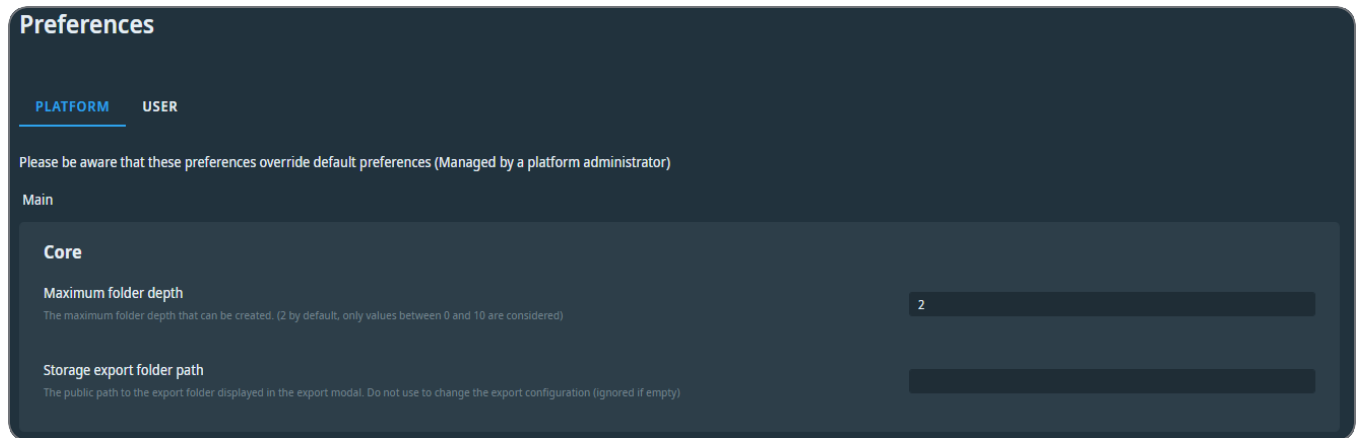 Preferences
PLATFORM USER
Please be aware that these preferences override default preferences (Managed by a platform administrator)
Main
Core
Maximum folder depth
2
The maximum folder depth that can be created. (2 by default, only values between 0 and 10 are considered)
Storage export folder path
The public path to the export folder displayed in the export modal. Do not use to change the export configuration (ignored if empty)